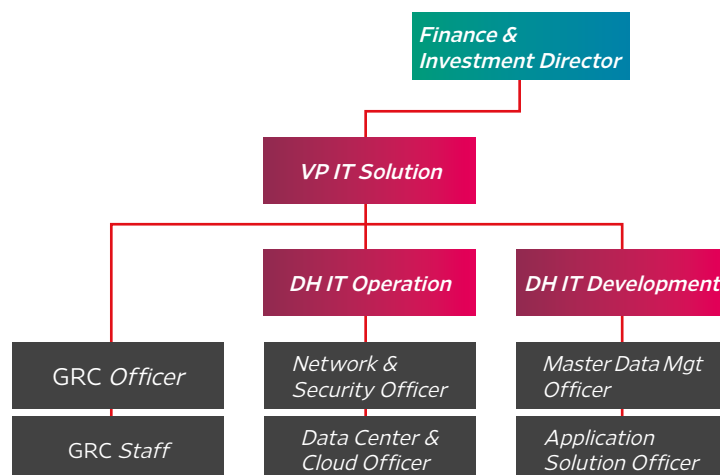 Finance &
Investment Director
VP IT Solution
DH IT Operation
DH IT Development
GRC Officer
Network &
Security Officer
Master Data Mgt
Officer
GRC Staff
Data Center &
Cloud Officer
Application
Solution Officer